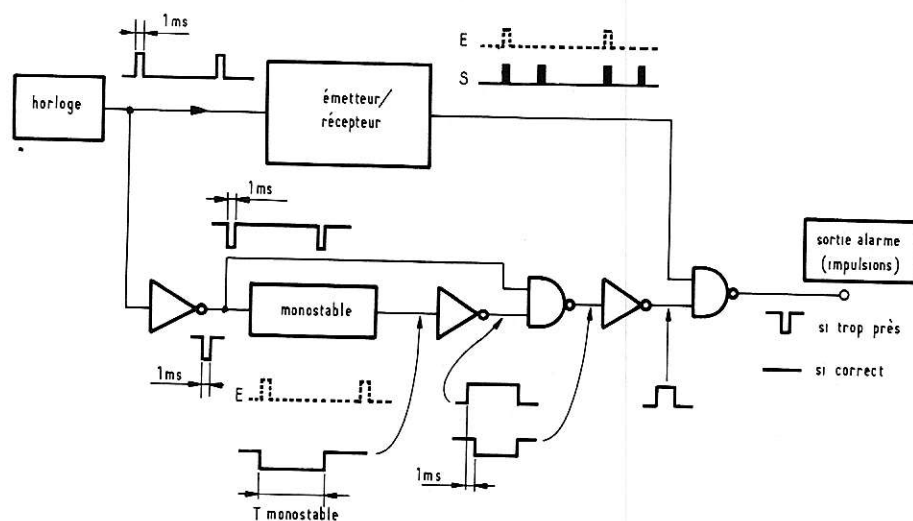 1ms
E
S
horloge
émetteur/
récepteur
1ms
sortie alarme
(impulsions)
monostable
si trop près
1ms
si correct
E
1ms
T monostable